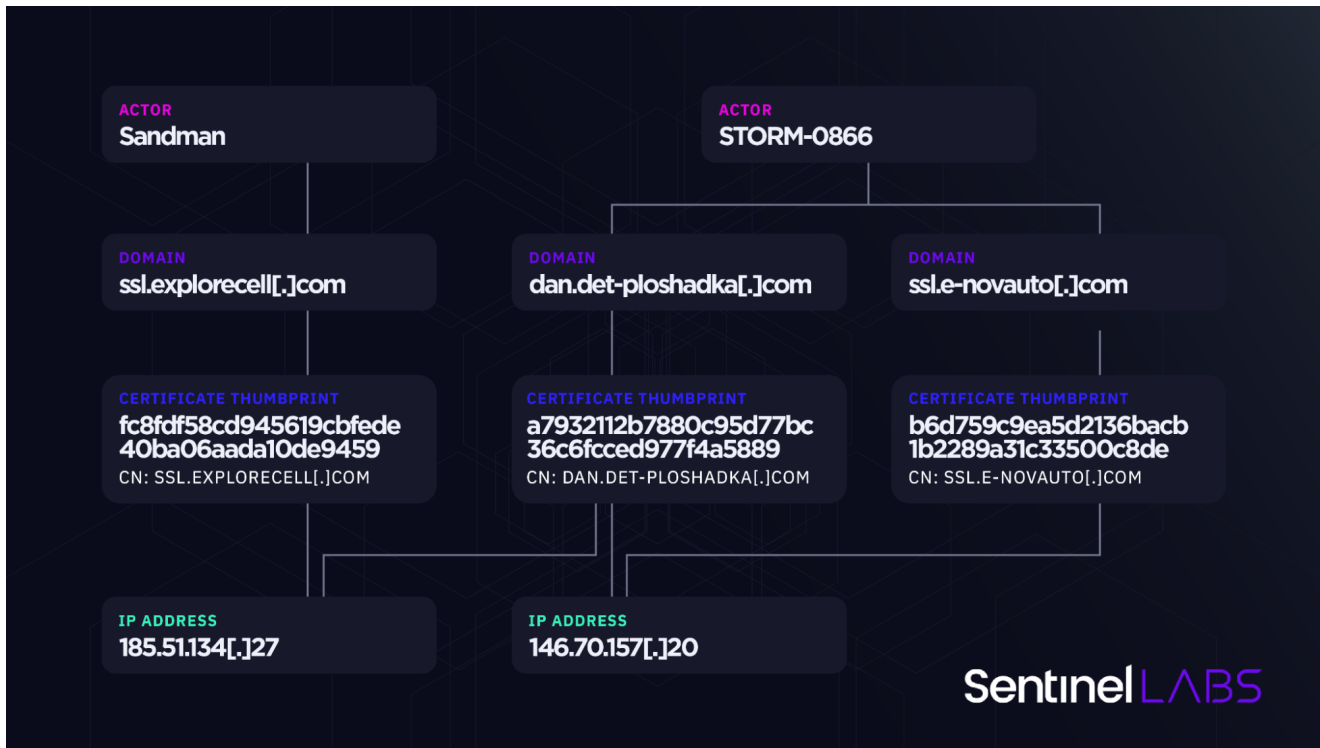 ACTOR
Sandman
ACTOR
STORM-0866
DOMAIN
ssl.explorecell[.]com
DOMAIN
dan.det-ploshadka[.]com
DOMAIN
ssl.e-novauto[.]com
CERTIFICATE THUMBPRINT
fc8fdf58cd945619cbfede
40ba06aada10de9459
CN: SSL.EXPLORECELL[.]COM
CERTIFICATE THUMBPRINT
a7932112b7880c95d77bc
36c6fcced977f4a5889
CN: DAN.DET-PLOSHADKA[.]COM
CERTIFICATE THUMBPRINT
b6d759c9ea5d2136bacb
1b2289a31c33500c8de
CN: SSL.E-NOVAUTO[.]COM
IP ADDRESS
185.51.134[.]27
IP ADDRESS
146.70.157[.]20
Sentinel LABS